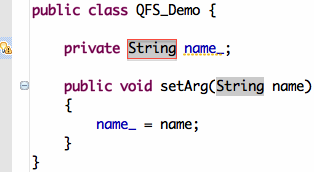 public class QFS_Demo {
private String name_;
public void setArg(String name)
{
name_ = name;
}
}